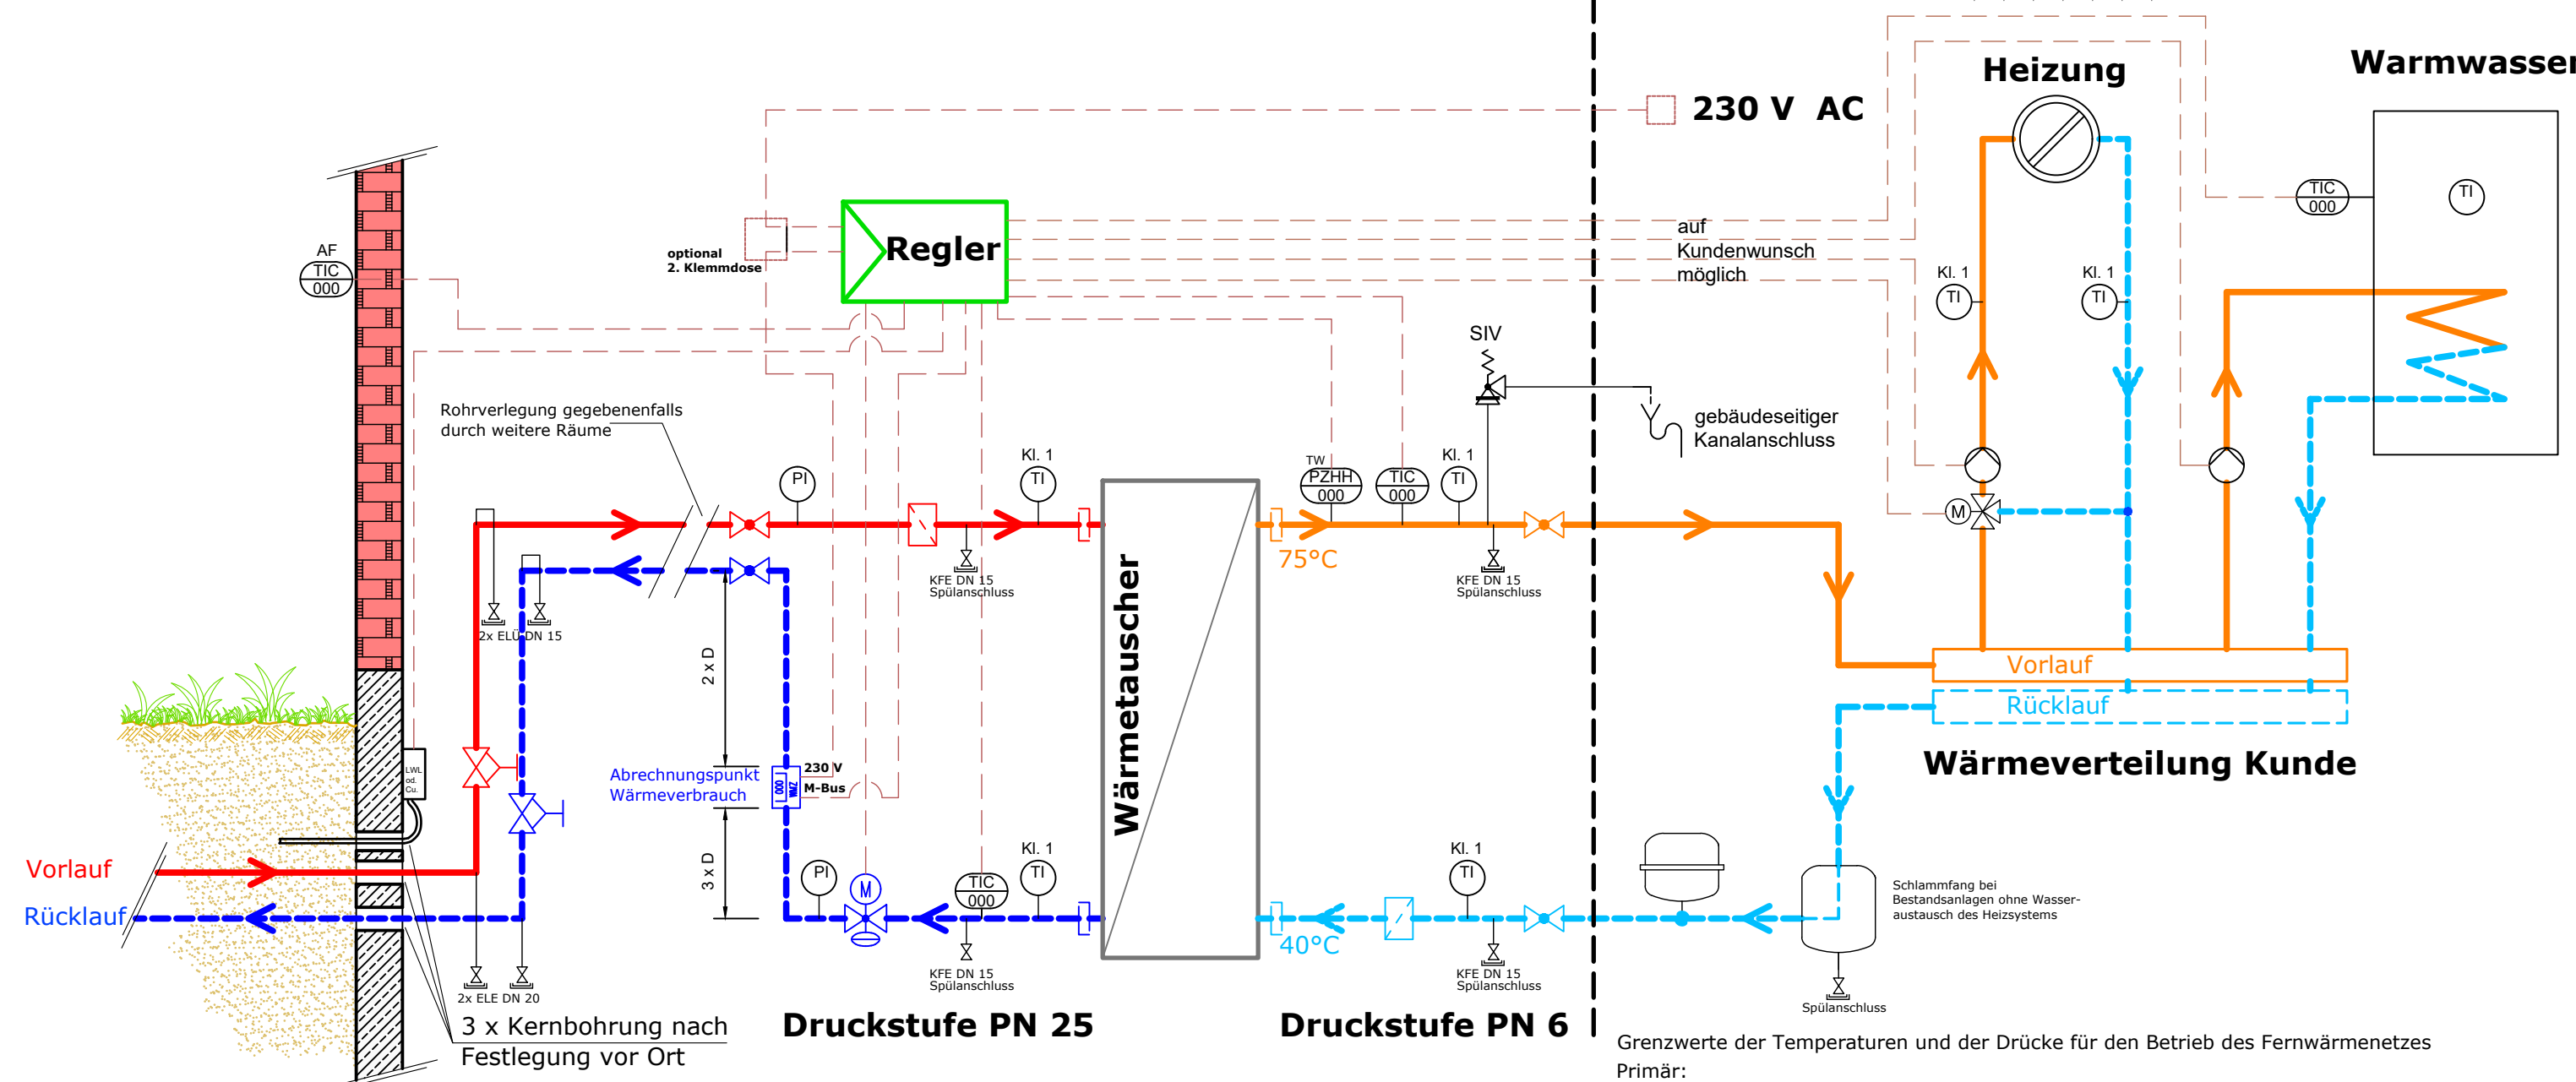 Heizung
Warmwasser
230 V AC
AF
TIC
000
optional
2. Klemmdose
Regler
auf
Kundenwunsch
möglich
TIC
000
TI
Kl. 1
TI
Kl. 1
TI
SIV
gebäudeseitiger
Kanalanschluss
Rohrverlegung gegebenenfalls
durch weitere Räume
PI
Kl. 1
TI
TW
PZHH
000
TIC
000
Kl. 1
TI
M
75°C
KFE DN 15
Spülanschluss
KFE DN 15
Spülanschluss
2x ELÜ DN 15
2 x D
Wärmetauscher
Vorlauf
Rücklauf
Wärmeverteilung Kunde
LWL
od.
Cu.
Abrechnungspunkt
Wärmeverbrauch
000
WMZ
230 V
M-Bus
3 x D
Vorlauf
Rücklauf
PI
M
TIC
000
Kl. 1
TI
Kl. 1
TI
40°C
Schlammfang bei
Bestandsanlagen ohne Wasser-
austausch des Heizsystems
KFE DN 15
Spülanschluss
KFE DN 15
Spülanschluss
2x ELE DN 20
Spülanschluss
3 x Kernbohrung nach
Festlegung vor Ort
Druckstufe PN 25
Druckstufe PN 6
Grenzwerte der Temperaturen und der Drücke für den Betrieb des Fernwärmenetzes
Primär: